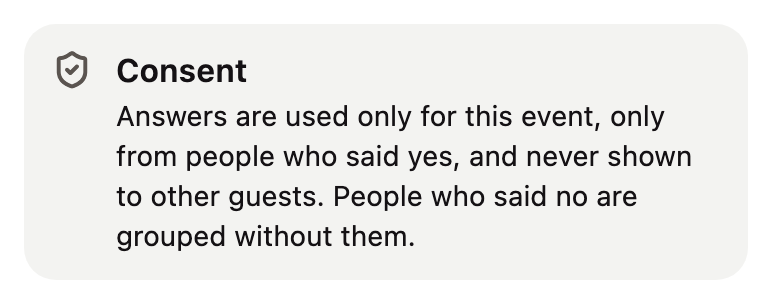 Consent
Answers are used only for this event, only
from people who said yes, and never shown
to other guests. People who said no are
grouped without them.